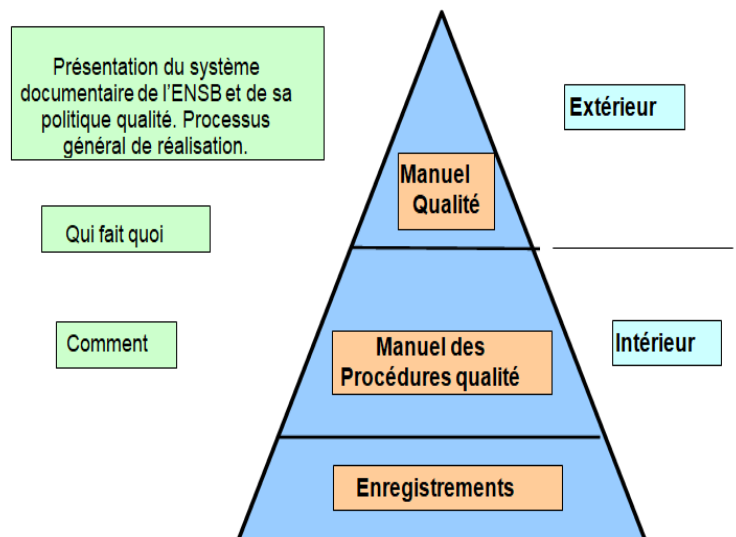 Présentation du système
documentaire de l'ENSB et de sa
politique qualité. Processus
général de réalisation.
Extérieur
Manuel
Qualité
Qui fait quoi
Comment
Manuel des
Procédures qualité
Intérieur
Enregistrements